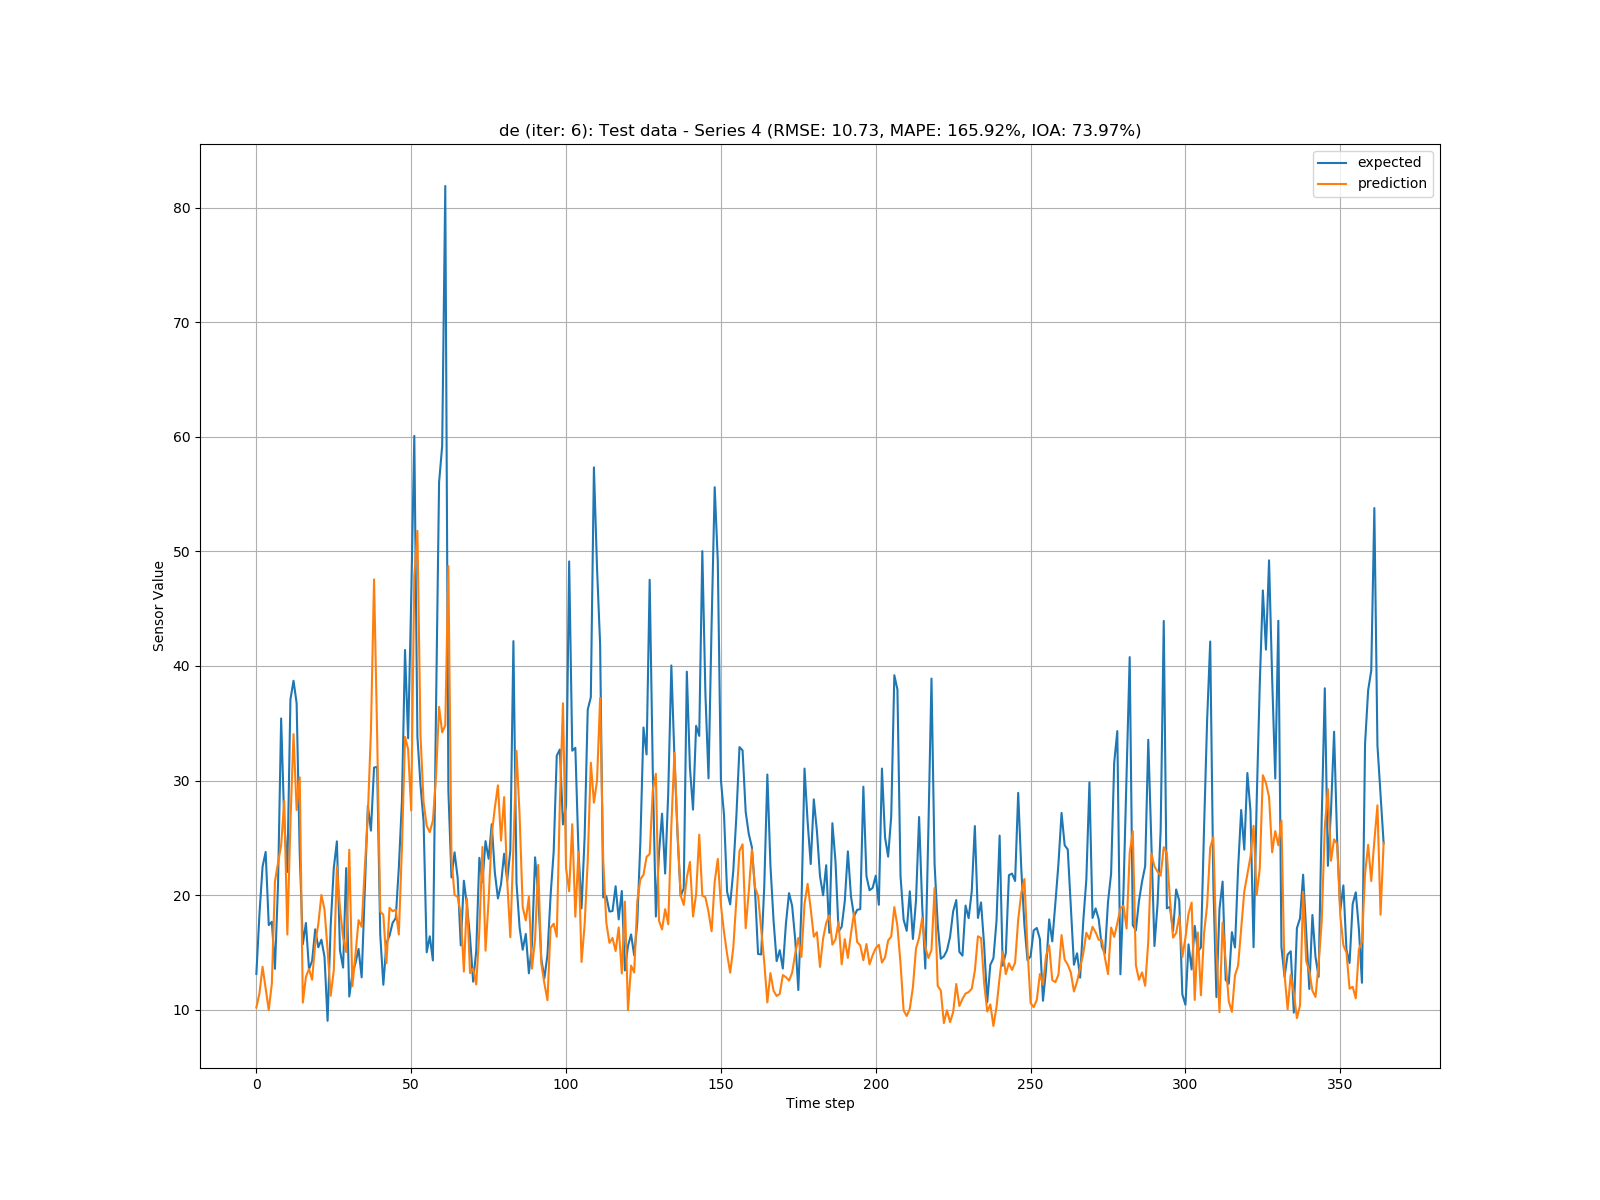 de (iter: 6): Test data - Series 4 (RMSE: 10.73, MAPE: 165.92%, IOA: 73.97%)
expected
prediction
80
70
60
50
40
30
20
10
Sensor Value
0 50 100 150 200 250 300 350
Time step